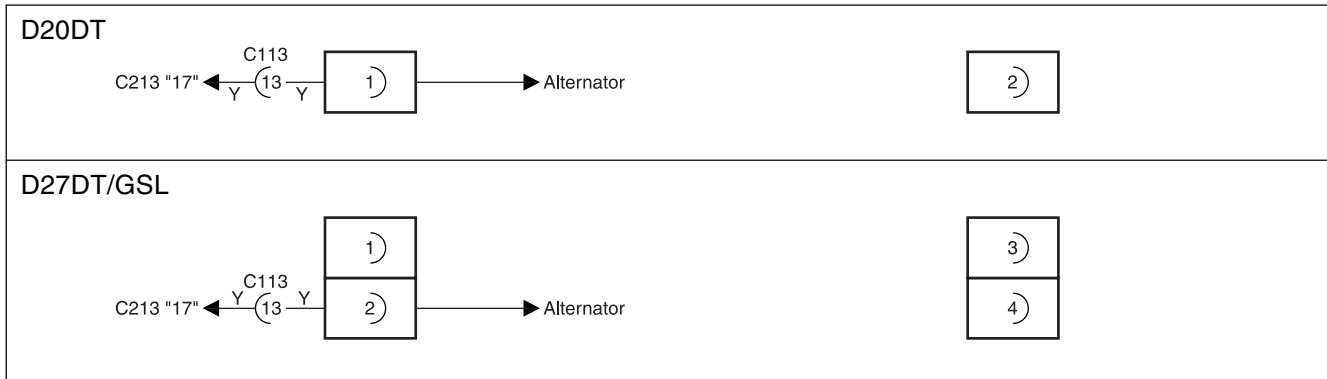 D20DT
C113
C213 "17" Y 13 Y 1 Alternator 2
D27DT/GSL
1 3
C113
C213 "17" Y 13 Y 2 Alternator 4